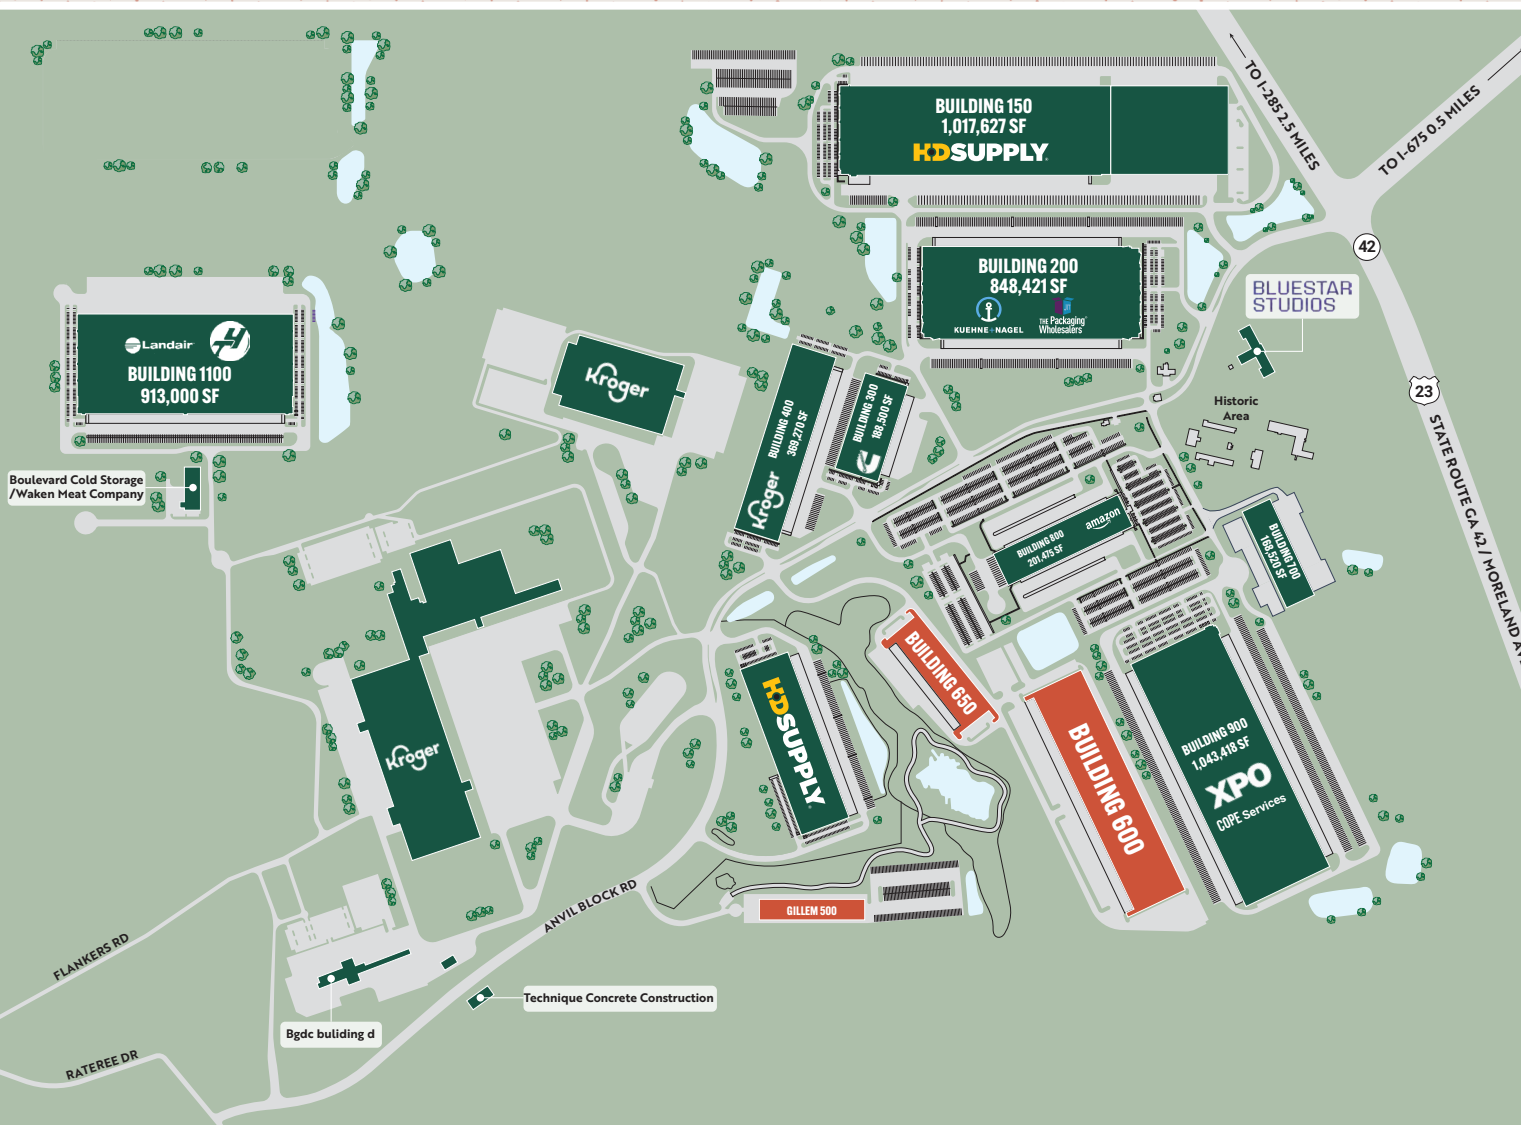 BUILDING 150
1,017,627 SF
HDSUPPLY
TO I-285 2.5 MILES
TO I-675 0.5 MILES
42
BUILDING 200
848,421 SF
KUEHNE+NAGEL
THE Packaging
Wholesalers
BLUESTAR
STUDIOS
Landair
BUILDING 1100
913,000 SF
Kroger
BUILDING 400
369,270 SF
Kroger
BUILDING 300
188,500 SF
23
STATE ROUTE GA 42 / MORELAND AVE
Historic
Area
Boulevard Cold Storage
/Waken Meat Company
BUILDING 800
201,475 SF
amazon
BUILDING 700
168,520 SF
BUILDING 650
HDSUPPLY
Kroger
BUILDING 600
BUILDING 900
1,043,418 SF
XPO
COPE Services
GILLEM 500
ANVIL BLOCK RD
FLANKERS RD
Technique Concrete Construction
Bgdc buliding d
RATEREE DR